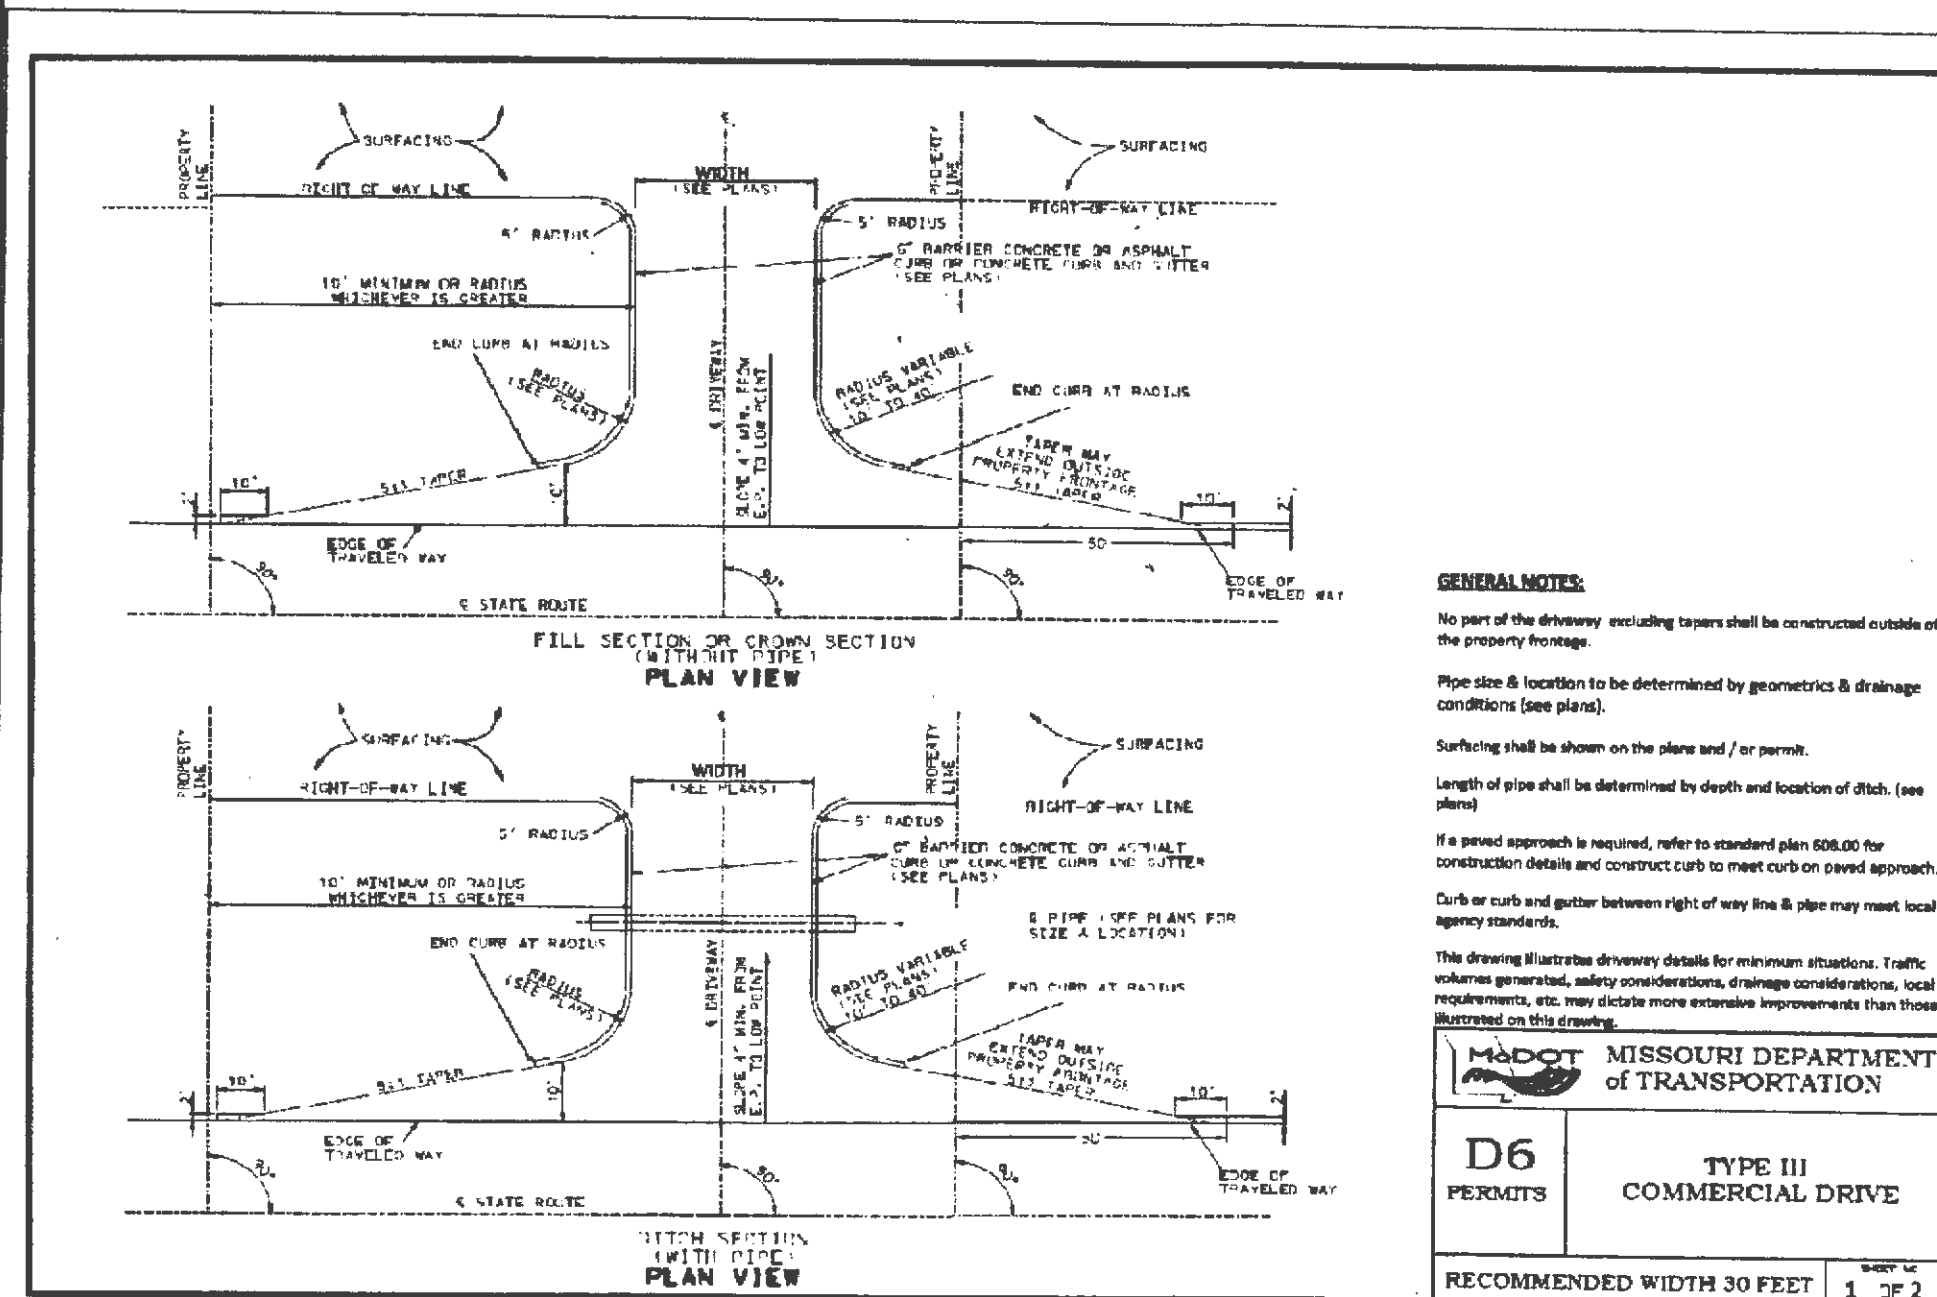 PROPERTY
LINE
SURFACING
RIGHT OF WAY LINE
WIDTH
(SEE PLANS)
PROPERTY
LINE
SURFACING
RIGHT-OF-WAY LINE
5' RADIUS
5' RADIUS
6" BARRIER CONCRETE OR ASPHALT
CURB OR CONCRETE CURB AND GUTTER
(SEE PLANS)
10' MINIMUM OR RADIUS
WHICHEVER IS GREATER
END CURB AT RADIUS
RADIUS
(SEE PLANS)
℄ DRIVEWAY
SLOPE 4" MIN. FROM
E.P. TO LOW POINT
RADIUS VARIABLE
(SEE PLANS)
10' TO 40'
END CURB AT RADIUS
TAPER MAY
EXTEND OUTSIDE
PROPERTY FRONTAGE
5:1 TAPER
2'
10'
5:1 TAPER
10'
10'
2'
50
EDGE OF
TRAVELED WAY
EDGE OF
TRAVELED WAY
90°
90°
90°
℄ STATE ROUTE
FILL SECTION OR CROWN SECTION
(WITHOUT PIPE)
PLAN VIEW
PROPERTY
LINE
SURFACING
RIGHT-OF-WAY LINE
WIDTH
(SEE PLANS)
PROPERTY
LINE
SURFACING
RIGHT-OF-WAY LINE
5' RADIUS
5' RADIUS
6" BARRIER CONCRETE OR ASPHALT
CURB OR CONCRETE CURB AND GUTTER
(SEE PLANS)
10' MINIMUM OR RADIUS
WHICHEVER IS GREATER
℄ PIPE (SEE PLANS FOR
SIZE & LOCATION)
END CURB AT RADIUS
RADIUS
(SEE PLANS)
℄ DRIVEWAY
SLOPE 4" MIN. FROM
E.P. TO LOW POINT
RADIUS VARIABLE
(SEE PLANS)
10' TO 40'
END CURB AT RADIUS
TAPER MAY
EXTEND OUTSIDE
PROPERTY FRONTAGE
5:1 TAPER
2'
10'
5:1 TAPER
10'
10'
2'
50'
EDGE OF
TRAVELED WAY
EDGE OF
TRAVELED WAY
90°
90°
90°
℄ STATE ROUTE
DITCH SECTION
(WITH PIPE)
PLAN VIEW
GENERAL NOTES:
No part of the driveway excluding tapers shall be constructed outside of
the property frontage.
Pipe size & location to be determined by geometrics & drainage
conditions (see plans).
Surfacing shall be shown on the plans and / or permit.
Length of pipe shall be determined by depth and location of ditch. (see
plans)
If a paved approach is required, refer to standard plan 608.00 for
construction details and construct curb to meet curb on paved approach.
Curb or curb and gutter between right of way line & pipe may meet local
agency standards.
This drawing illustrates driveway details for minimum situations. Traffic
volumes generated, safety considerations, drainage considerations, local
requirements, etc. may dictate more extensive improvements than those
illustrated on this drawing.
MoDOT
MISSOURI DEPARTMENT
of TRANSPORTATION
D6
PERMITS
TYPE III
COMMERCIAL DRIVE
RECOMMENDED WIDTH 30 FEET
SHEET NO
1 OF 2